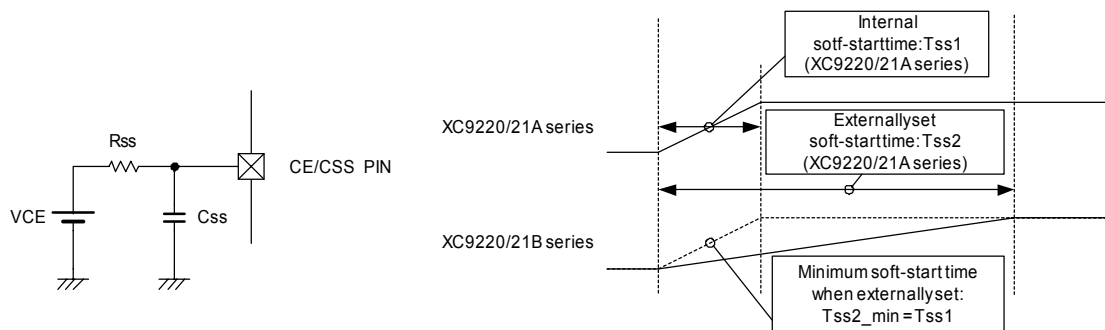 Rss
CE/CSS PIN
VCE
Css
Internal
sotf-starttime:Tss1
(XC9220/21A series)
XC9220/21A series
Externallyset
soft-starttime:Tss2
(XC9220/21A series)
XC9220/21B series
Minimum soft-start time
when externallyset:
Tss2_min=Tss1